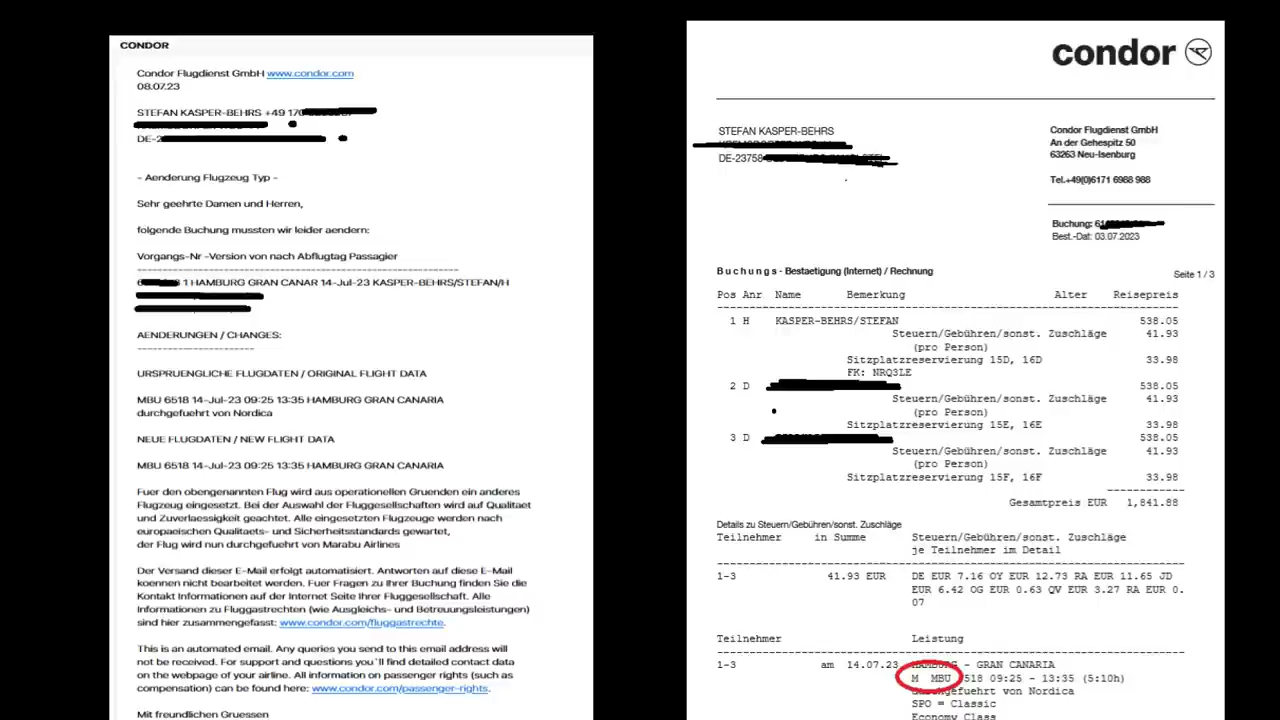 CONDOR
Condor Flugdienst GmbH www.condor.com
08.07.23
STEFAN KASPER-BEHRS +49 170
DE-2
- Aenderung Flugzeug Typ -
Sehr geehrte Damen und Herren,
folgende Buchung mussten wir leider aendern:
Vorgangs-Nr -Version von nach Abflugtag Passagier
1 HAMBURG GRAN CANAR 14-Jul-23 KASPER-BEHRS/STEFAN/H
AENDERUNGEN / CHANGES:
URSPRUENGLICHE FLUGDATEN / ORIGINAL FLIGHT DATA
MBU 6518 14-Jul-23 09:25 13:35 HAMBURG GRAN CANARIA
durchgefuehrt von Nordica
NEUE FLUGDATEN / NEW FLIGHT DATA
MBU 6518 14-Jul-23 09:25 13:35 HAMBURG GRAN CANARIA
Fuer den obengenannten Flug wird aus operationellen Gruenden ein anderes
Flugzeug eingesetzt. Bei der Auswahl der Fluggesellschaften wird auf Qualitaet
und Zuverlaessigkeit geachtet. Alle eingesetzten Flugzeuge werden nach
europaeischen Qualitaets- und Sicherheitsstandards gewartet,
der Flug wird nun durchgefuehrt von Marabu Airlines
Der Versand dieser E-Mail erfolgt automatisiert. Antworten auf diese E-Mail
koennen nicht bearbeitet werden. Fuer Fragen zu Ihrer Buchung finden Sie die
Kontakt Informationen auf der Internet Seite Ihrer Fluggesellschaft. Alle
Informationen zu Fluggastrechten (wie Ausgleichs- und Betreuungsleistungen)
sind hier zusammengefasst: www.condor.com/fluggastrechte.
This is an automated email. Any queries you send to this email address will
not be received. For support and questions you`ll find detailed contact data
on the webpage of your airline. All information on passenger rights (such as
compensation) can be found here: www.condor.com/passenger-rights.
Mit freundlichen Gruessen
condor
STEFAN KASPER-BEHRS
DE-23758
Condor Flugdienst GmbH
An der Gehespitz 50
63263 Neu-Isenburg
Tel.+49(0)6171 6988 988
Buchung: 61
Best.-Dat: 03.07.2023
Buchungs - Bestaetigung (Internet) / Rechnung
Seite 1 / 3
Pos Anr Name Bemerkung Alter Reisepreis
1 H KASPER-BEHRS/STEFAN 538.05
Steuern/Gebühren/sonst. Zuschläge 41.93
(pro Person)
Sitzplatzreservierung 15D, 16D 33.98
FK: NRQ3LE
2 D 538.05
Steuern/Gebühren/sonst. Zuschläge 41.93
(pro Person)
Sitzplatzreservierung 15E, 16E 33.98
3 D 538.05
Steuern/Gebühren/sonst. Zuschläge 41.93
(pro Person)
Sitzplatzreservierung 15F, 16F 33.98
Gesamtpreis EUR 1,841.88
Details zu Steuern/Gebühren/sonst. Zuschläge
Teilnehmer in Summe Steuern/Gebühren/sonst. Zuschläge
je Teilnehmer im Detail
1-3 41.93 EUR DE EUR 7.16 OY EUR 12.73 RA EUR 11.65 JD
EUR 6.42 OG EUR 0.63 QV EUR 3.27 RA EUR 0.
07
Teilnehmer Leistung
1-3 am 14.07.23 HAMBURG - GRAN CANARIA
M MBU 518 09:25 - 13:35 (5:10h)
durchgefuehrt von Nordica
SPO = Classic
Economy Class